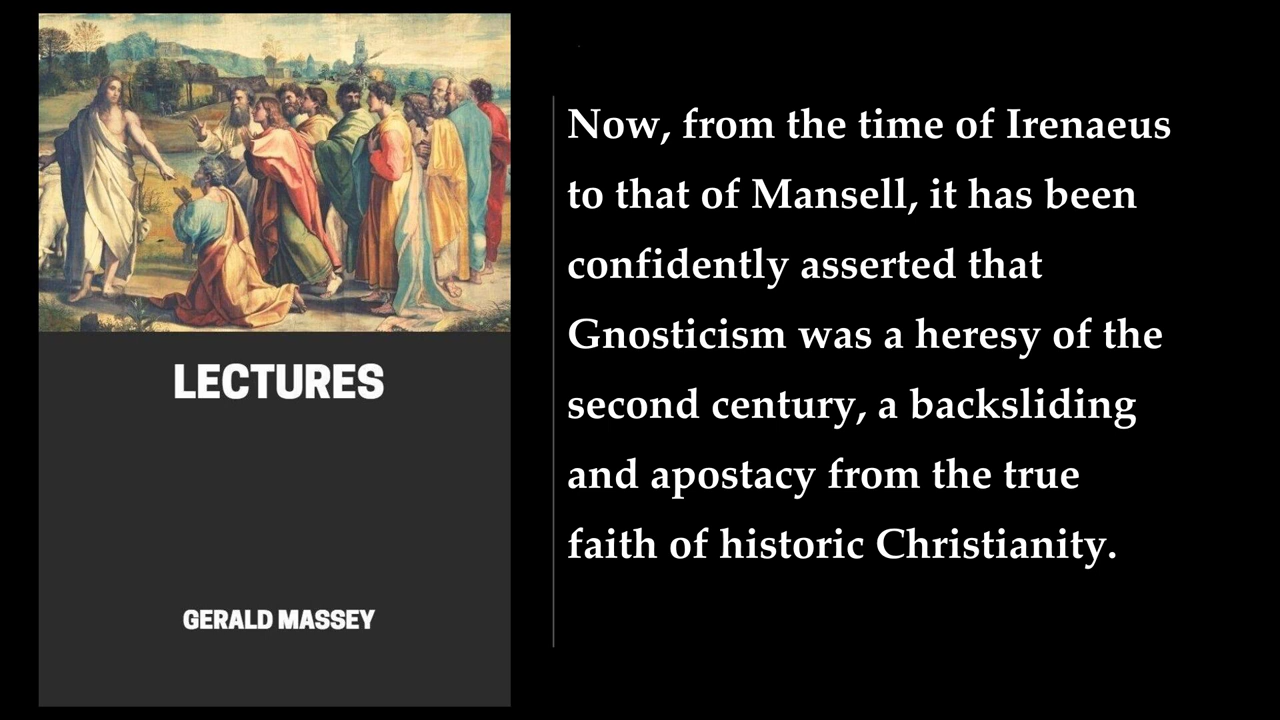 LECTURES
GERALD MASSEY
Now, from the time of Irenaeus
to that of Mansell, it has been
confidently asserted that
Gnosticism was a heresy of the
second century, a backsliding
and apostacy from the true
faith of historic Christianity.